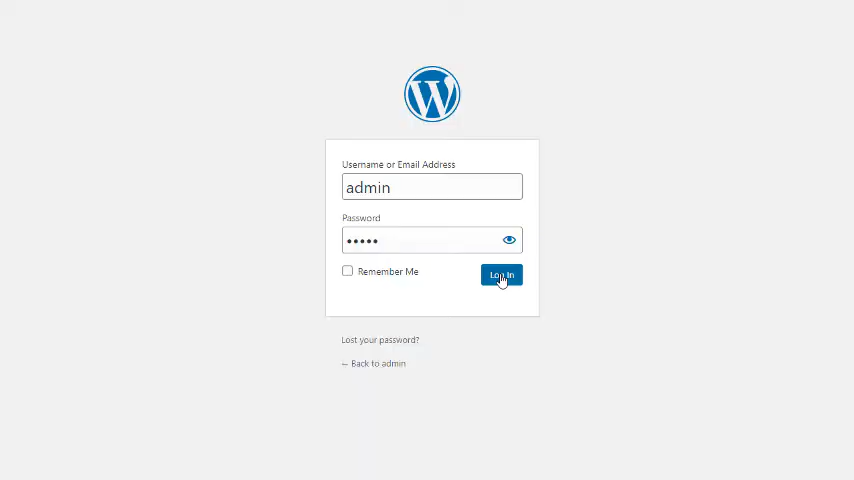 Username or Email Address
admin
Password
•••••
Remember Me
Log In
Lost your password?
← Back to admin